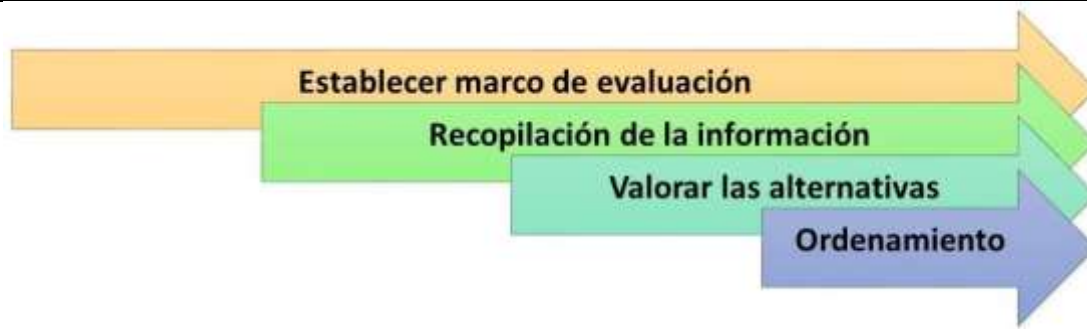 Establecer marco de evaluación
Recopilación de la información
Valorar las alternativas
Ordenamiento